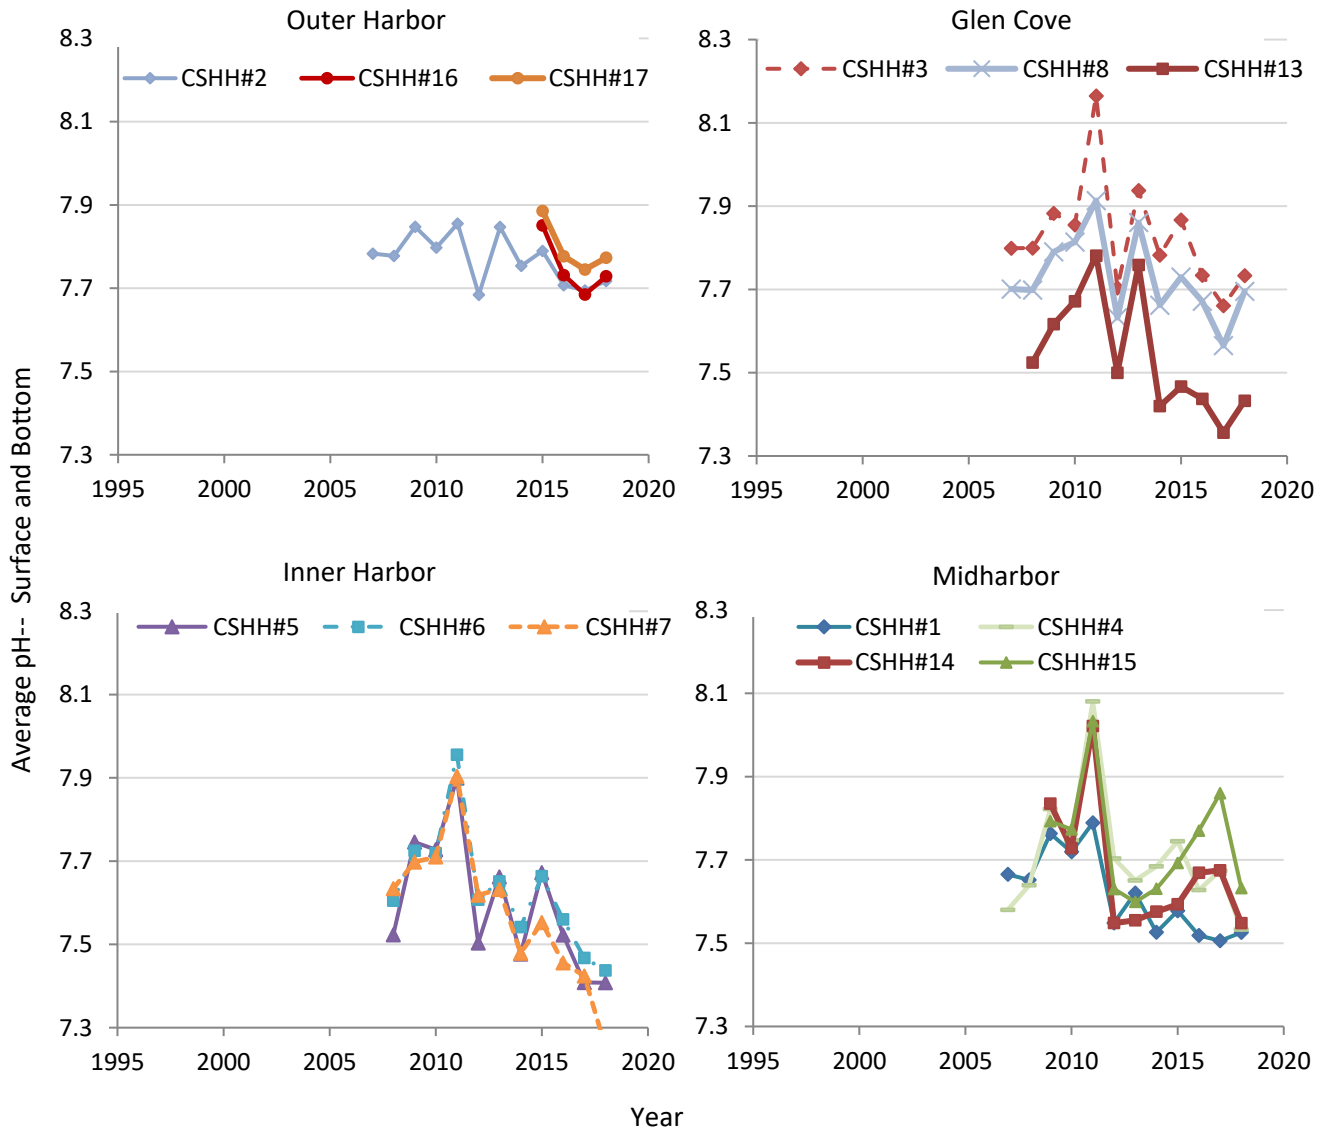 Outer Harbor
8.3
CSHH#2 CSHH#16 CSHH#17
8.1
7.9
7.7
7.5
7.3
1995 2000 2005 2010 2015 2020
Glen Cove
8.3
CSHH#3 CSHH#8 CSHH#13
8.1
7.9
7.7
7.5
7.3
1995 2000 2005 2010 2015 2020
Average pH-- Surface and Bottom
Inner Harbor
8.3
CSHH#5 CSHH#6 CSHH#7
8.1
7.9
7.7
7.5
7.3
1995 2000 2005 2010 2015 2020
Midharbor
8.3
CSHH#1 CSHH#4
CSHH#14 CSHH#15
8.1
7.9
7.7
7.5
7.3
1995 2000 2005 2010 2015 2020
Year